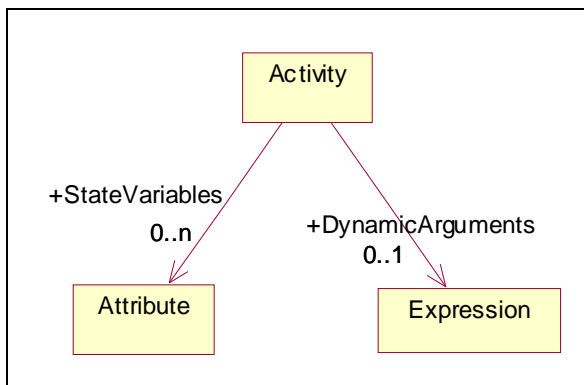 Activity
+StateVariables
+DynamicArguments
0..n
0..1
Attribute
Expression